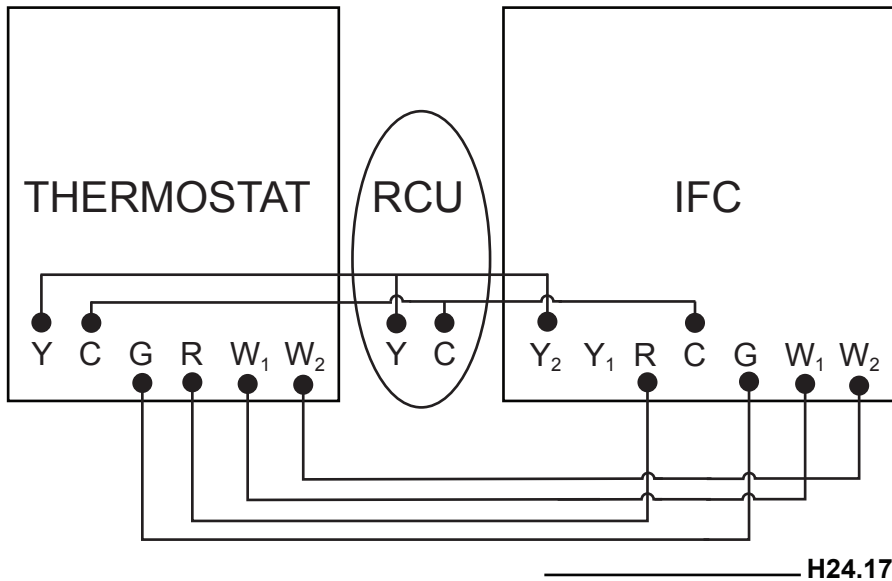 THERMOSTAT RCU IFC
Y C G R W₁ W₂ Y C Y₂ Y₁ R C G W₁ W₂
H24.17